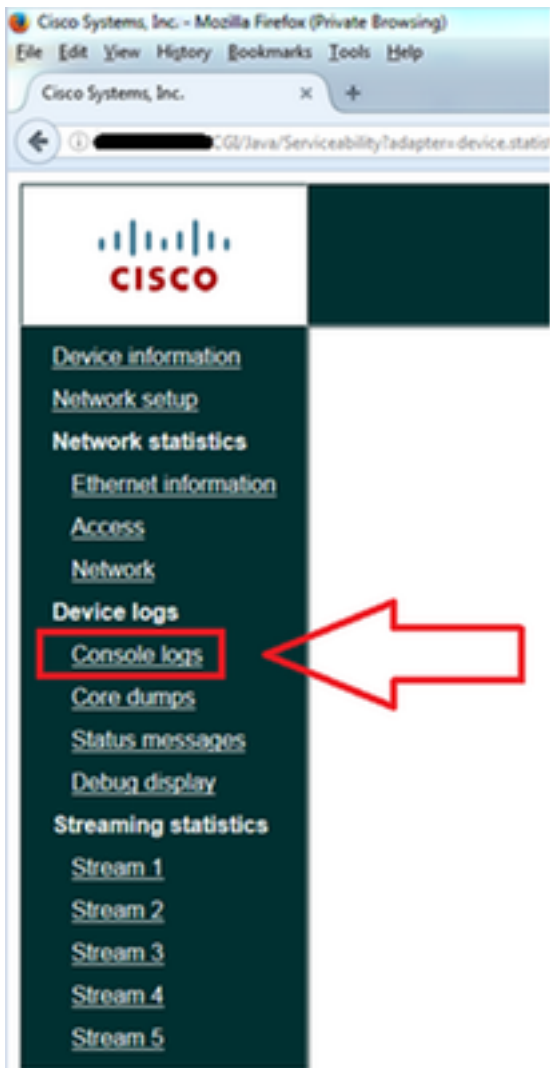 Cisco Systems, Inc. - Mozilla Firefox (Private Browsing)
File Edit View History Bookmarks Tools Help
Cisco Systems, Inc. × +
CGI/Java/Serviceability?adapter=device.statist
CISCO
Device information
Network setup
Network statistics
Ethernet information
Access
Network
Device logs
Console logs
Core dumps
Status messages
Debug display
Streaming statistics
Stream 1
Stream 2
Stream 3
Stream 4
Stream 5